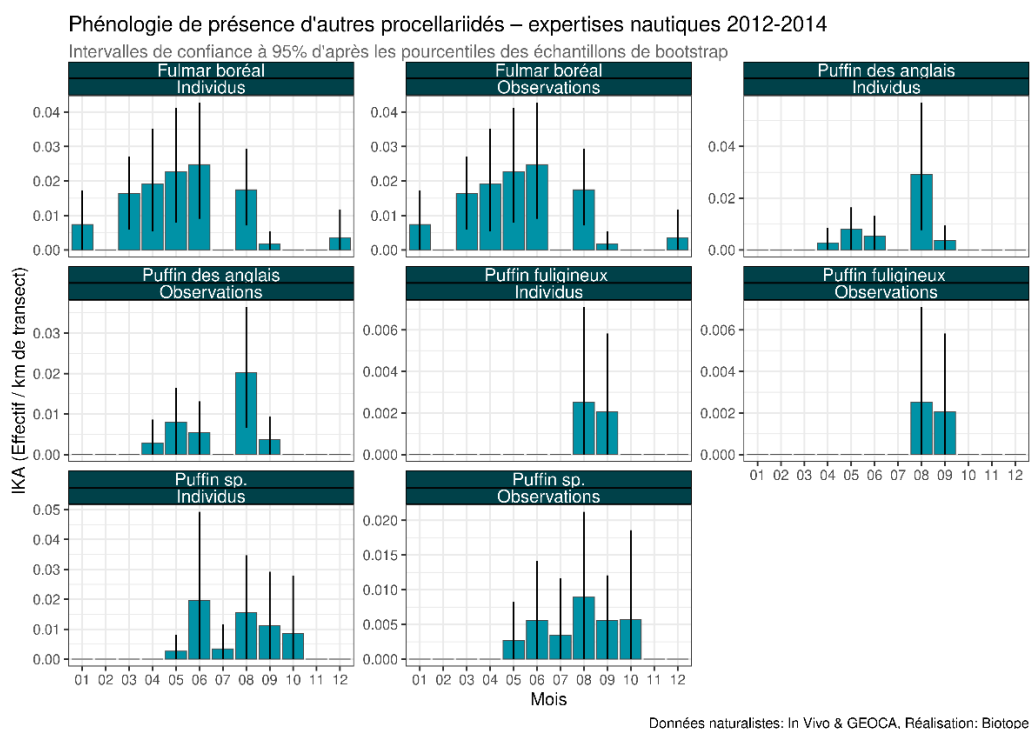 Phénologie de présence d'autres procellariidés – expertises nautiques 2012-2014
Intervalles de confiance à 95% d'après les pourcentiles des échantillons de bootstrap
Fulmar boréal
Individus
0.04
0.03
0.02
0.01
0.00
Fulmar boréal
Observations
0.04
0.03
0.02
0.01
0.00
Puffin des anglais
Individus
0.04
0.02
0.00
Puffin des anglais
Observations
0.03
0.02
0.01
0.00
Puffin fuligineux
Individus
0.006
0.004
0.002
0.000
Puffin fuligineux
Observations
0.006
0.004
0.002
0.000
01 02 03 04 05 06 07 08 09 10 11 12
Puffin sp.
Individus
0.05
0.04
0.03
0.02
0.01
0.00
01 02 03 04 05 06 07 08 09 10 11 12
Puffin sp.
Observations
0.020
0.015
0.010
0.005
0.000
01 02 03 04 05 06 07 08 09 10 11 12
IKA (Effectif / km de transect)
Mois
Données naturalistes: In Vivo & GEOCA, Réalisation: Biotope